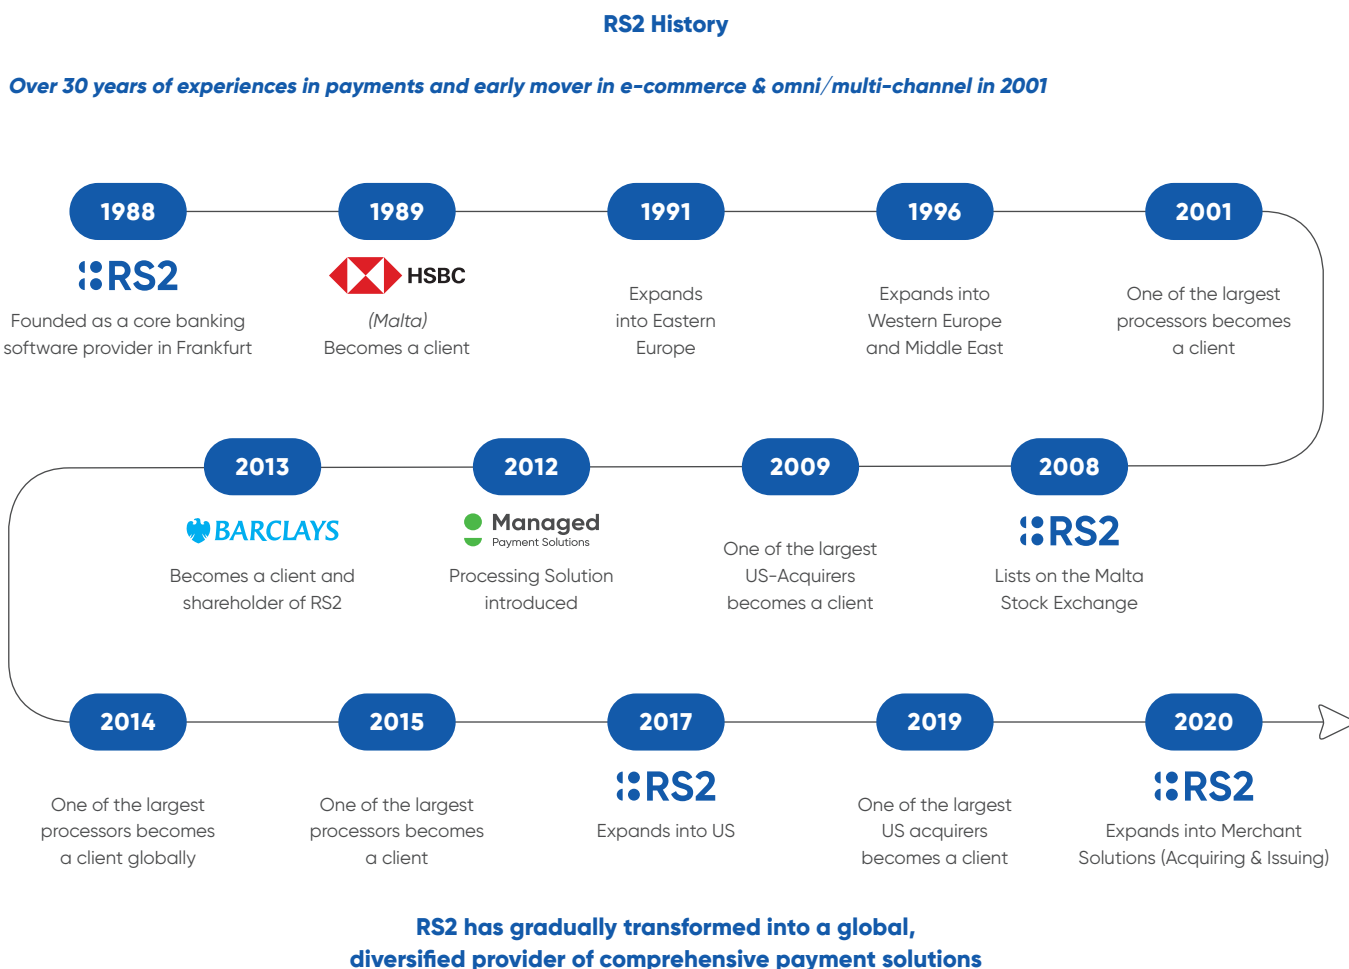 RS2 History
Over 30 years of experiences in payments and early mover in e-commerce & omni/multi-channel in 2001
1988
RS2
Founded as a core banking
software provider in Frankfurt
1989
HSBC
(Malta)
Becomes a client
1991
Expands
into Eastern
Europe
1996
Expands into
Western Europe
and Middle East
2001
One of the largest
processors becomes
a client
2008
RS2
Lists on the Malta
Stock Exchange
2009
One of the largest
US-Acquirers
becomes a client
2012
Managed
Payment Solutions
Processing Solution
introduced
2013
BARCLAYS
Becomes a client and
shareholder of RS2
2014
One of the largest
processors becomes
a client globally
2015
One of the largest
processors becomes
a client
2017
RS2
Expands into US
2019
One of the largest
US acquirers
becomes a client
2020
RS2
Expands into Merchant
Solutions (Acquiring & Issuing)
RS2 has gradually transformed into a global,
diversified provider of comprehensive payment solutions